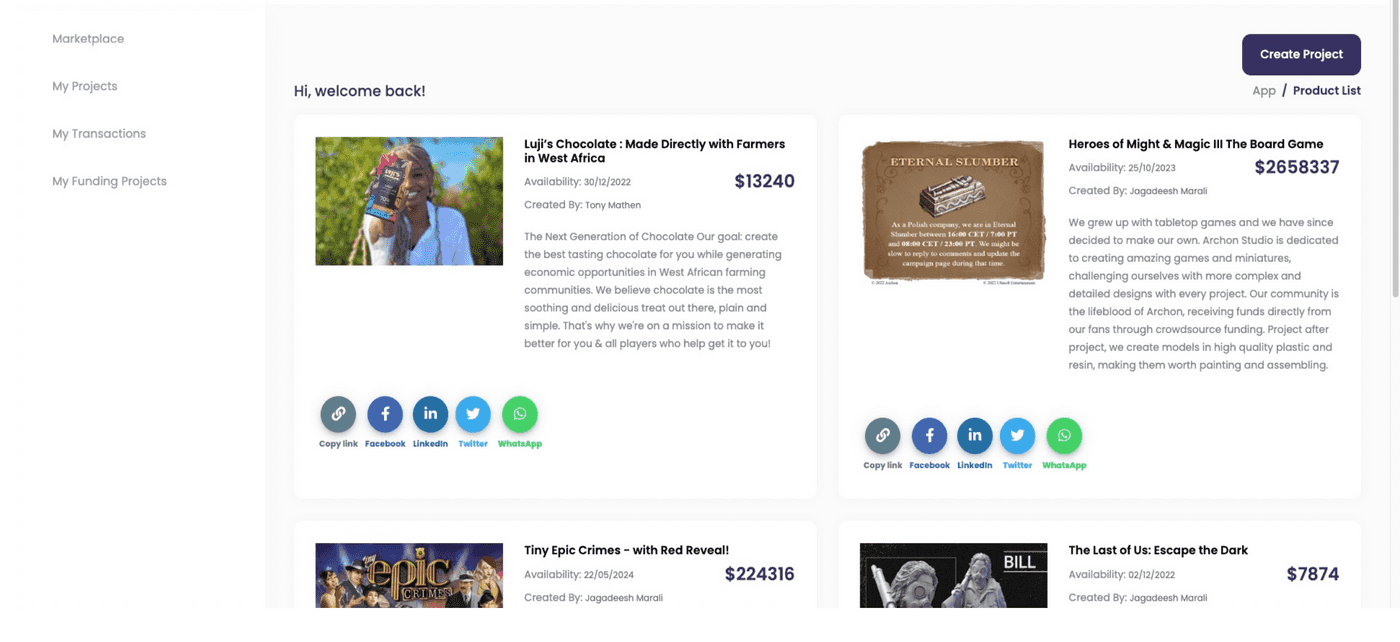 Marketplace
My Projects
My Transactions
My Funding Projects
Create Project
Hi, welcome back!
App / Product List
Luji's Chocolate : Made Directly with Farmers
in West Africa
Availability: 30/12/2022
$13240
Created By: Tony Mathen
The Next Generation of Chocolate Our goal: create
the best tasting chocolate for you while generating
economic opportunities in West African farming
communities. We believe chocolate is the most
soothing and delicious treat out there, plain and
simple. That's why we're on a mission to make it
better for you & all players who help get it to you!
Copy link Facebook LinkedIn Twitter WhatsApp
ETERNAL SLUMBER
As a Polish company, we are in Eternal
Slumber between 16:00 CET / 7:00 PT
and 08:00 CET / 23:00 PT. We might be
slow to reply to comments and update the
campaign page during that time.
© 2022 Archon © 2022 Ubisoft Entertainment.
Heroes of Might & Magic III The Board Game
Availability: 25/10/2023
$2658337
Created By: Jagadeesh Marali
We grew up with tabletop games and we have since
decided to make our own. Archon Studio is dedicated
to creating amazing games and miniatures,
challenging ourselves with more complex and
detailed designs with every project. Our community is
the lifeblood of Archon, receiving funds directly from
our fans through crowdsource funding. Project after
project, we create models in high quality plastic and
resin, making them worth painting and assembling.
Copy link Facebook LinkedIn Twitter WhatsApp
tiny
epic
CRIMES
Tiny Epic Crimes - with Red Reveal!
Availability: 22/05/2024
$224316
Created By: Jagadeesh Marali
BILL
The Last of Us: Escape the Dark
Availability: 02/12/2022
$7874
Created By: Jagadeesh Marali